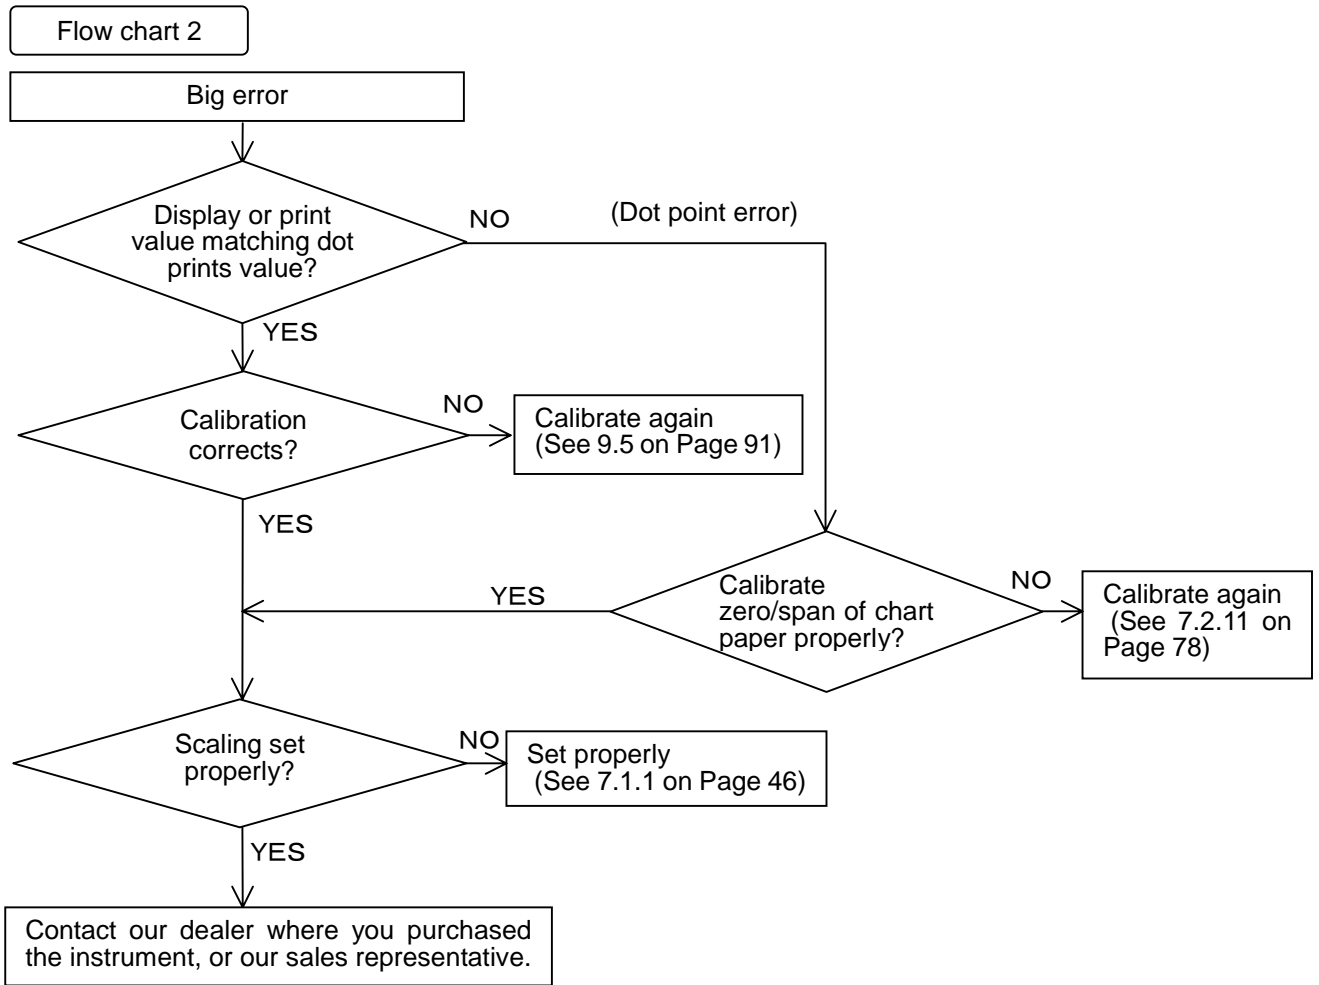 Flow chart 2
Big error
Display or print
value matching dot
prints value?
NO
(Dot point error)
YES
Calibration
corrects?
NO
Calibrate again
(See 9.5 on Page 91)
YES
Calibrate
zero/span of chart
paper properly?
YES
NO
Calibrate again
(See 7.2.11 on
Page 78)
Scaling set
properly?
NO
Set properly
(See 7.1.1 on Page 46)
YES
Contact our dealer where you purchased
the instrument, or our sales representative.